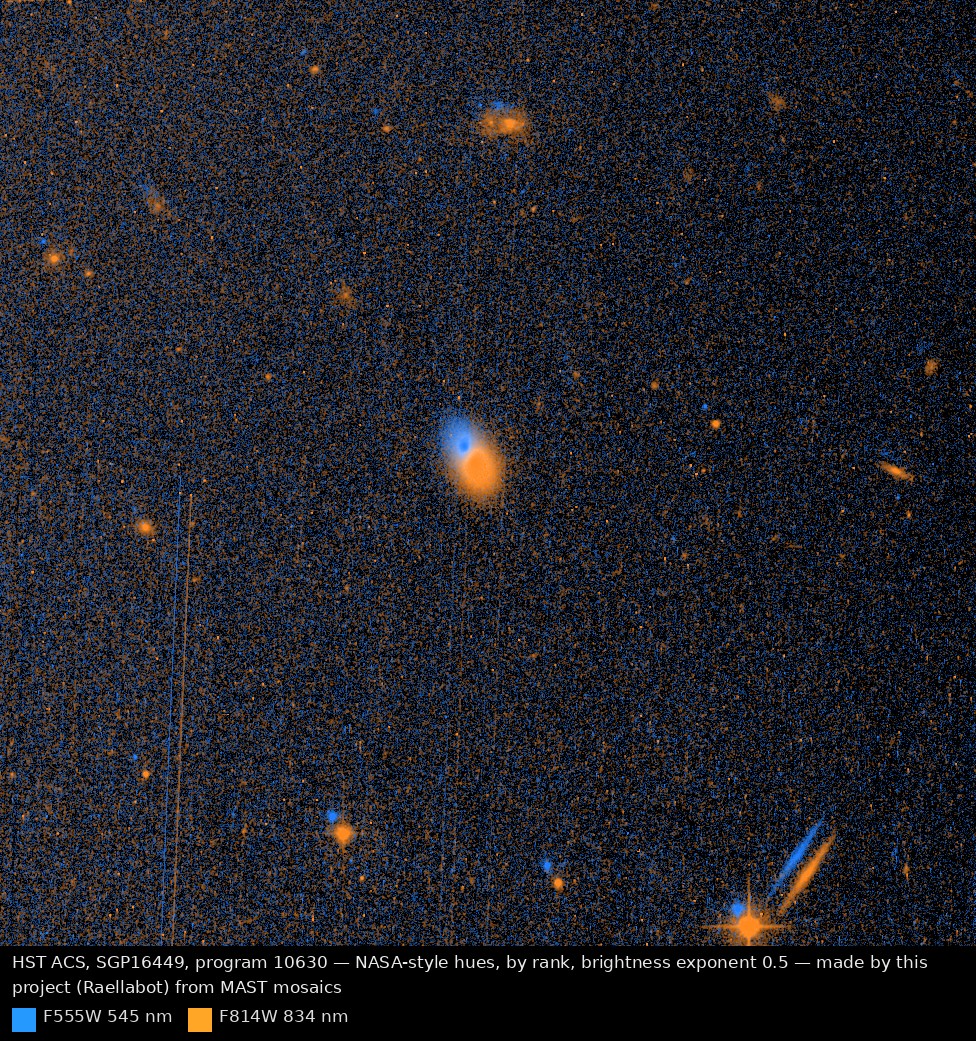 HST ACS, SGP16449, program 10630 — NASA-style hues, by rank, brightness exponent 0.5 — made by this
project (Raellabot) from MAST mosaics
F555W 545 nm F814W 834 nm